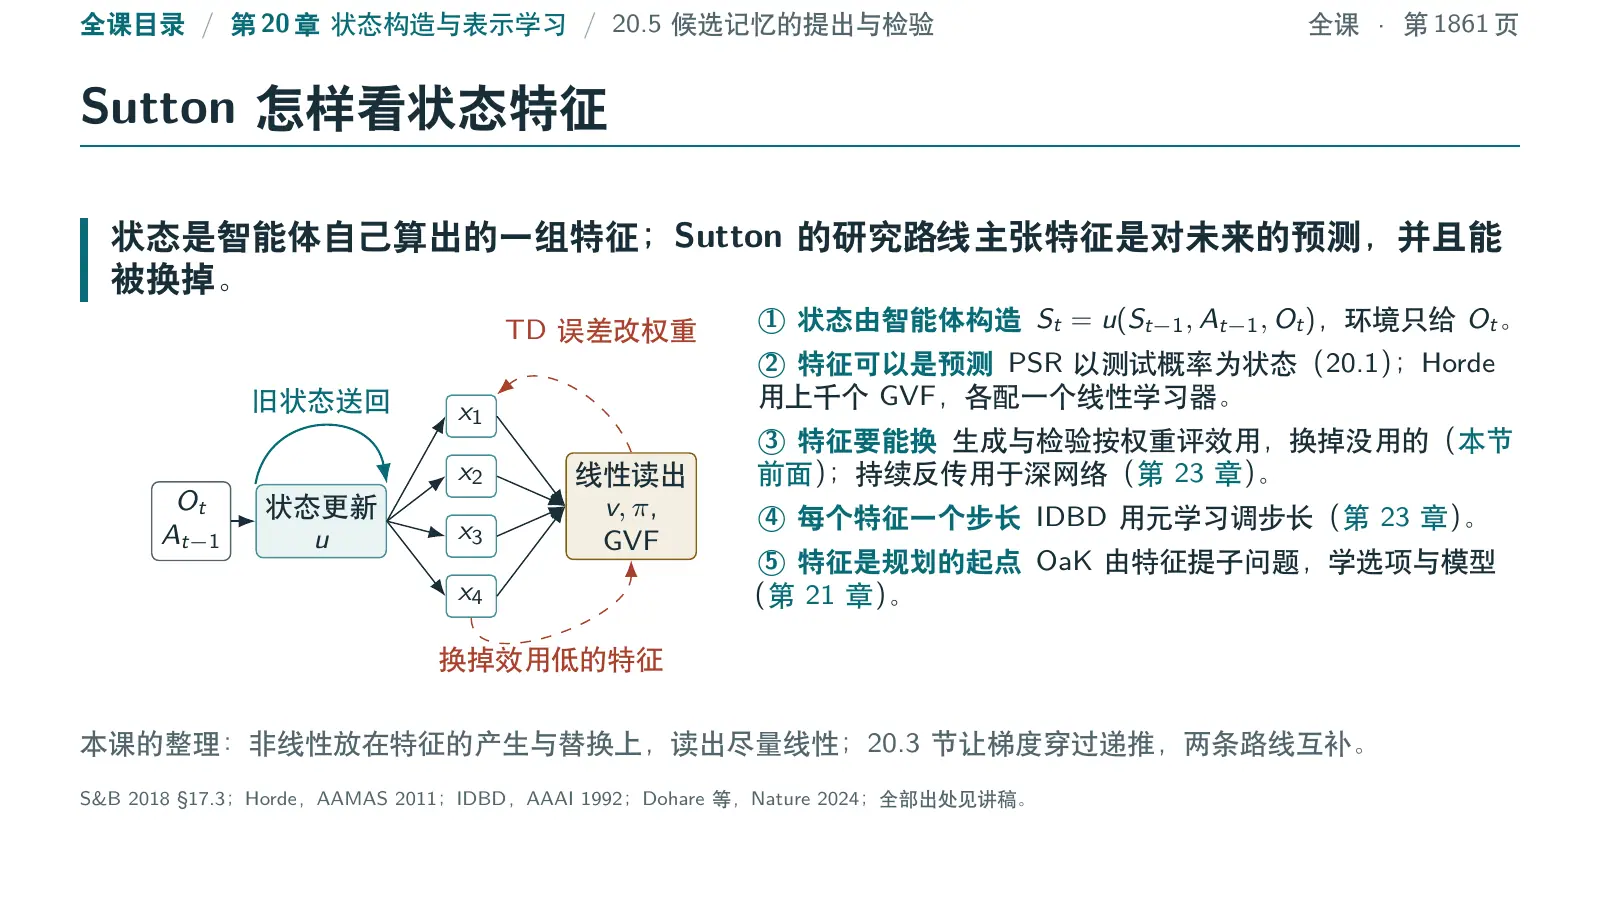 全课目录 / 第 20 章 状态构造与表示学习 / 20.5 候选记忆的提出与检验
全课 · 第 1861 页
Sutton 怎样看状态特征
状态是智能体自己算出的一组特征；Sutton 的研究路线主张特征是对未来的预测，并且能
被换掉。
TD 误差改权重
旧状态送回
O_t
A_{t−1}
状态更新
u
x_1
x_2
x_3
x_4
线性读出
v, π,
GVF
换掉效用低的特征
① 状态由智能体构造 S_t = u(S_{t−1}, A_{t−1}, O_t)，环境只给 O_t。
② 特征可以是预测 PSR 以测试概率为状态（20.1）；Horde
用上千个 GVF，各配一个线性学习器。
③ 特征要能换 生成与检验按权重评效用，换掉没用的（本节
前面）；持续反传用于深网络（第 23 章）。
④ 每个特征一个步长 IDBD 用元学习调步长（第 23 章）。
⑤ 特征是规划的起点 OaK 由特征提子问题，学选项与模型
（第 21 章）。
本课的整理：非线性放在特征的产生与替换上，读出尽量线性；20.3 节让梯度穿过递推，两条路线互补。
S&B 2018 §17.3；Horde，AAMAS 2011；IDBD，AAAI 1992；Dohare 等，Nature 2024；全部出处见讲稿。